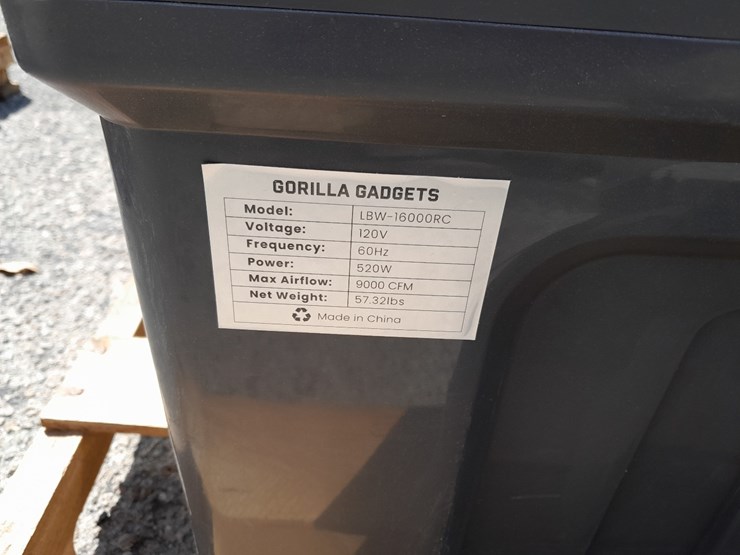 GORILLA GADGETS
Model: LBW-16000RC
Voltage: 120V
Frequency: 60Hz
Power: 520W
Max Airflow: 9000 CFM
Net Weight: 57.32lbs
Made in China